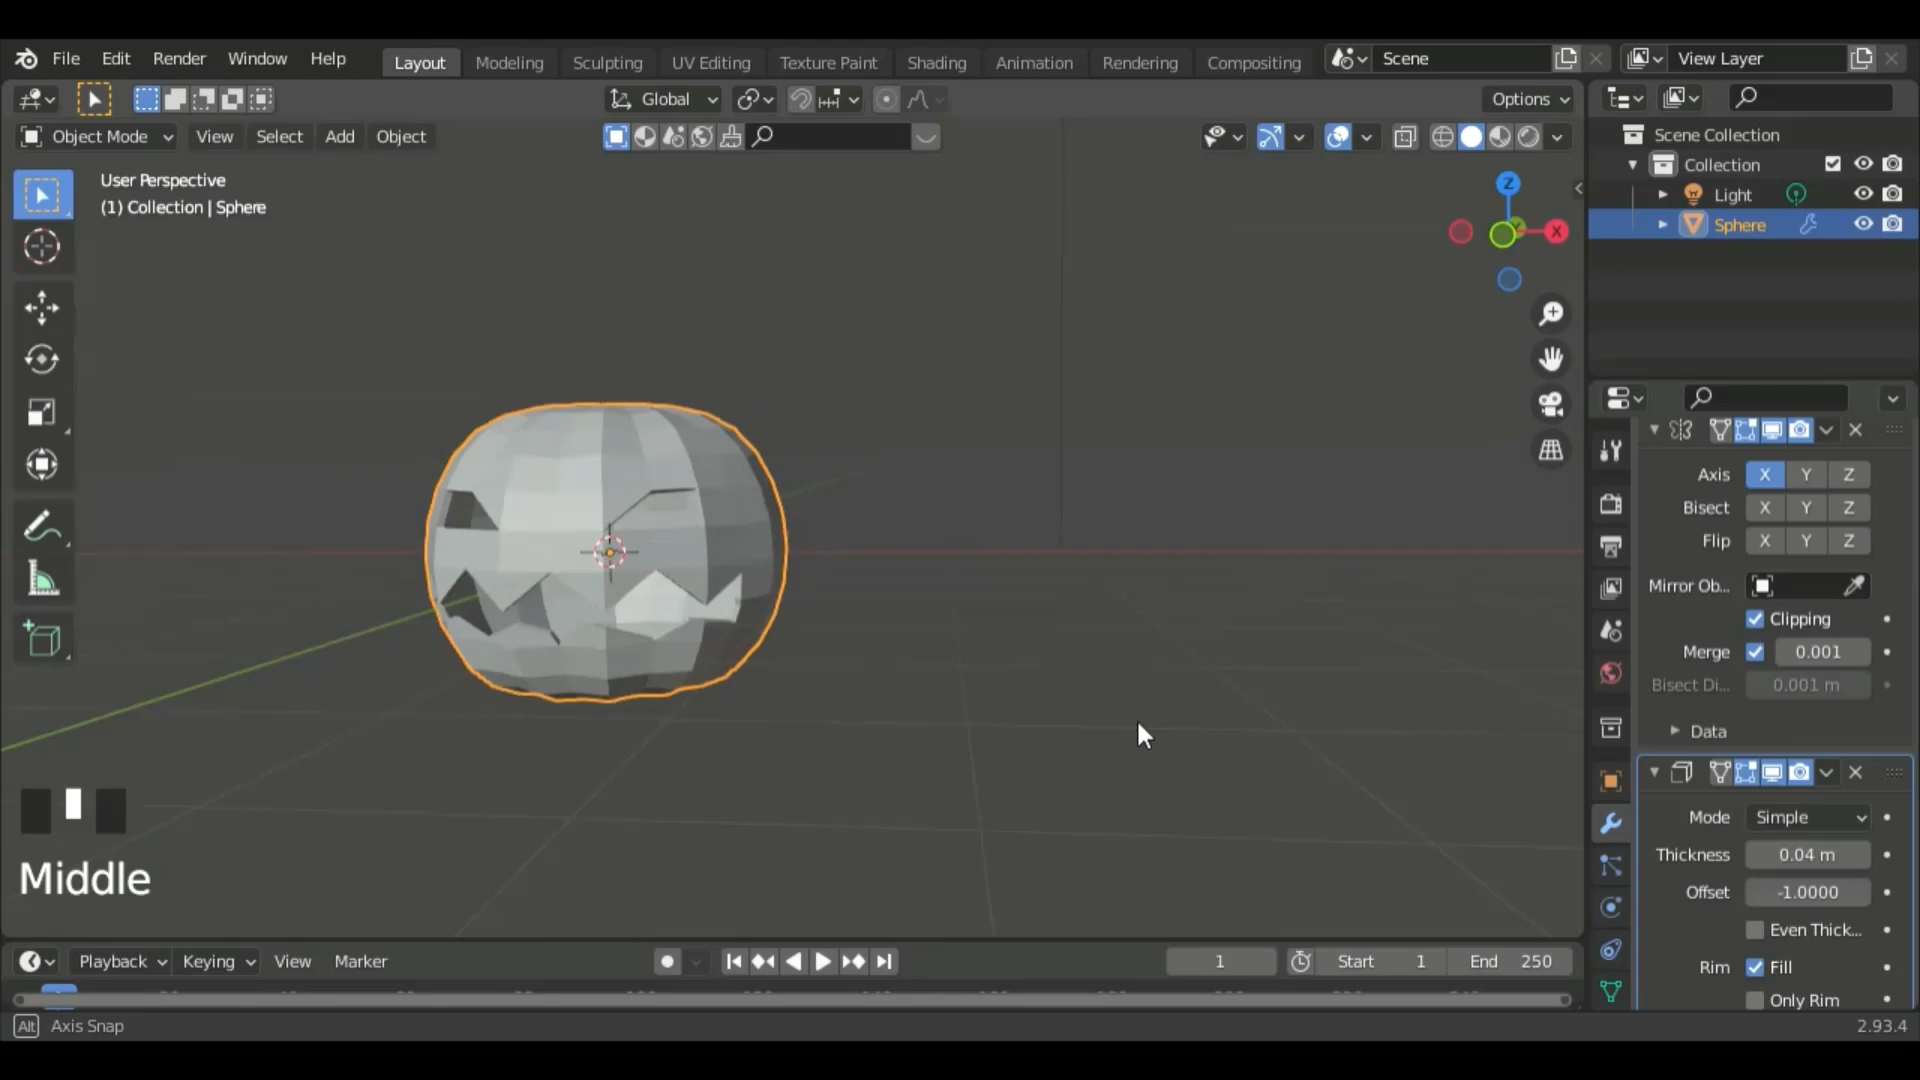 File Edit Render Window Help Layout Modeling Sculpting UV Editing Texture Paint Shading Animation Rendering Compositing Scene View Layer
Global Options
Object Mode View Select Add Object
User Perspective
(1) Collection | Sphere
Z
X
Scene Collection
Collection
Light
Sphere
Axis X Y Z
Bisect X Y Z
Flip X Y Z
Mirror Ob...
Clipping
Merge 0.001
Bisect Di... 0.001 m
Data
Mode Simple
Thickness 0.04 m
Offset -1.0000
Even Thick...
Rim Fill
Only Rim
Middle
Playback Keying View Marker 1 Start 1 End 250
Alt Axis Snap 2.93.4